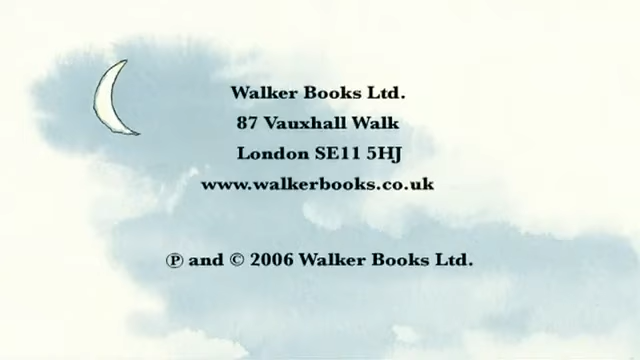 Walker Books Ltd.
87 Vauxhall Walk
London SE11 5HJ
www.walkerbooks.co.uk
℗ and © 2006 Walker Books Ltd.